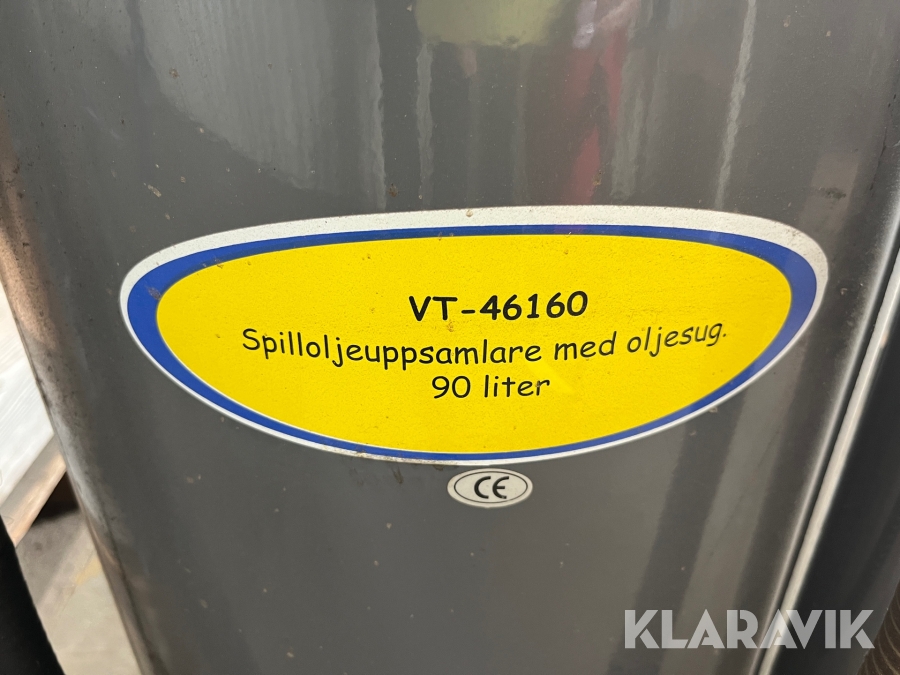 VT-46160
Spilloljeuppsamlare med oljesug.
90 liter
CE
KLARAVIK